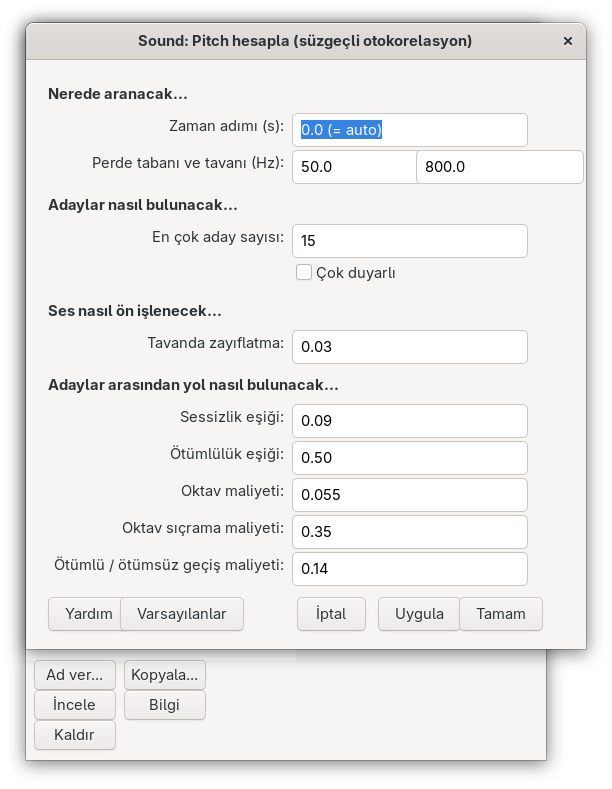 Sound: Pitch hesapla (süzgeçli otokorelasyon)
Nerede aranacak...
Zaman adımı (s): 0.0 (= auto)
Perde tabanı ve tavanı (Hz): 50.0 800.0
Adaylar nasıl bulunacak...
En çok aday sayısı: 15
Çok duyarlı
Ses nasıl ön işlenecek...
Tavanda zayıflatma: 0.03
Adaylar arasından yol nasıl bulunacak...
Sessizlik eşiği: 0.09
Ötümlülük eşiği: 0.50
Oktav maliyeti: 0.055
Oktav sıçrama maliyeti: 0.35
Ötümlü / ötümsüz geçiş maliyeti: 0.14
Yardım Varsayılanlar İptal Uygula Tamam
Ad ver... Kopyala...
İncele Bilgi
Kaldır